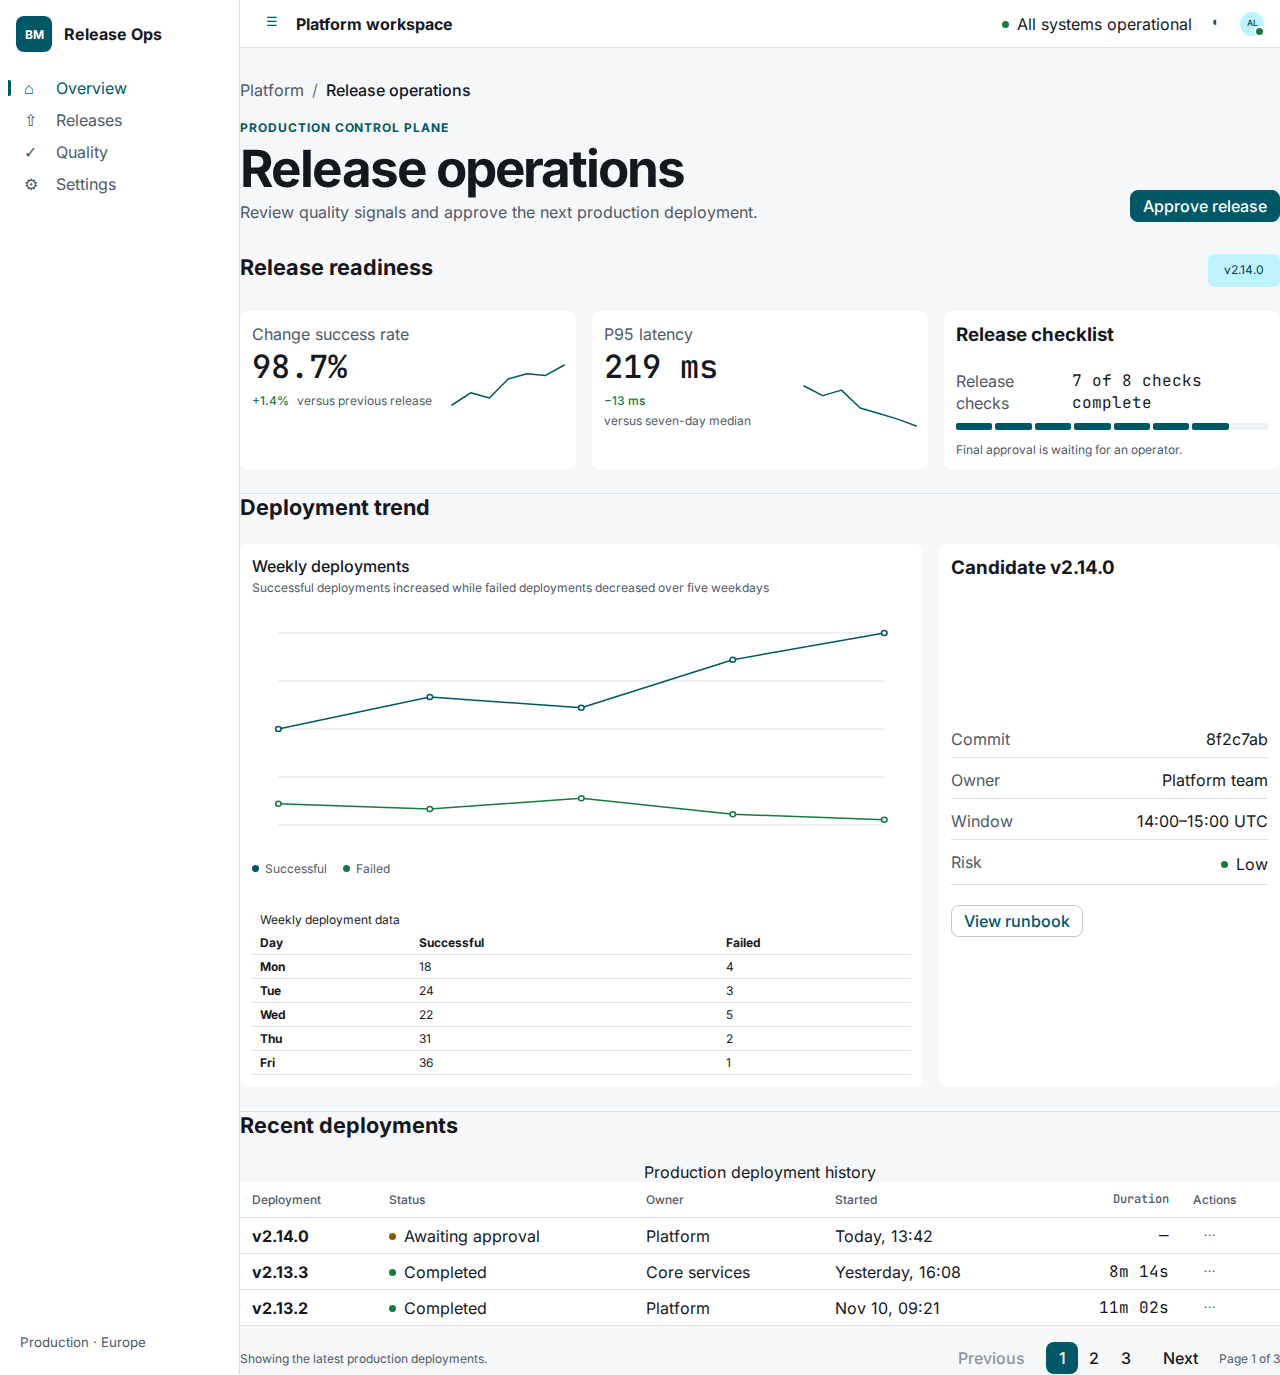 BM Release Ops
Overview
Releases
Quality
Settings
Production · Europe
Platform workspace
All systems operational
AL
Platform / Release operations
PRODUCTION CONTROL PLANE
Release operations
Review quality signals and approve the next production deployment.
Approve release
Release readiness
v2.14.0
Change success rate
98.7%
+1.4% versus previous release
P95 latency
219 ms
−13 ms
versus seven-day median
Release checklist
Release checks
7 of 8 checks complete
Final approval is waiting for an operator.
Deployment trend
Weekly deployments
Successful deployments increased while failed deployments decreased over five weekdays
Successful Failed
Weekly deployment data
Day Successful Failed
Mon 18 4
Tue 24 3
Wed 22 5
Thu 31 2
Fri 36 1
Candidate v2.14.0
Commit 8f2c7ab
Owner Platform team
Window 14:00–15:00 UTC
Risk Low
View runbook
Recent deployments
Production deployment history
Deployment Status Owner Started Duration Actions
v2.14.0 Awaiting approval Platform Today, 13:42 — ···
v2.13.3 Completed Core services Yesterday, 16:08 8m 14s ···
v2.13.2 Completed Platform Nov 10, 09:21 11m 02s ···
Showing the latest production deployments.
Previous 1 2 3 Next Page 1 of 3